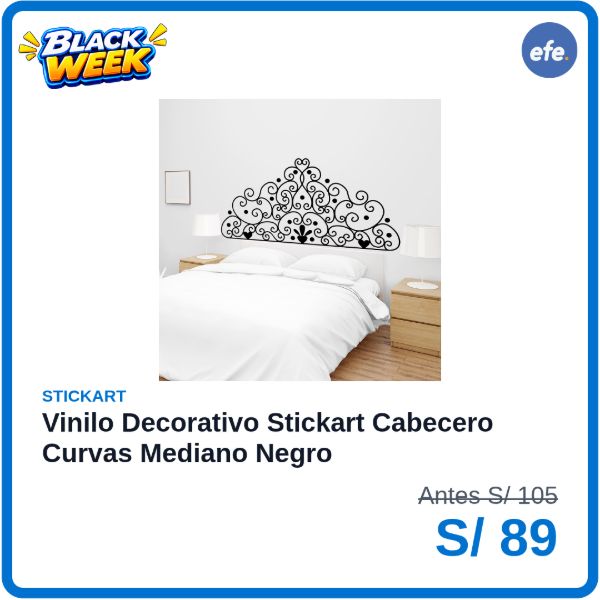 BLACK
WEEK
efe.
STICKART
Vinilo Decorativo Stickart Cabecero
Curvas Mediano Negro
Antes S/ 105
S/ 89